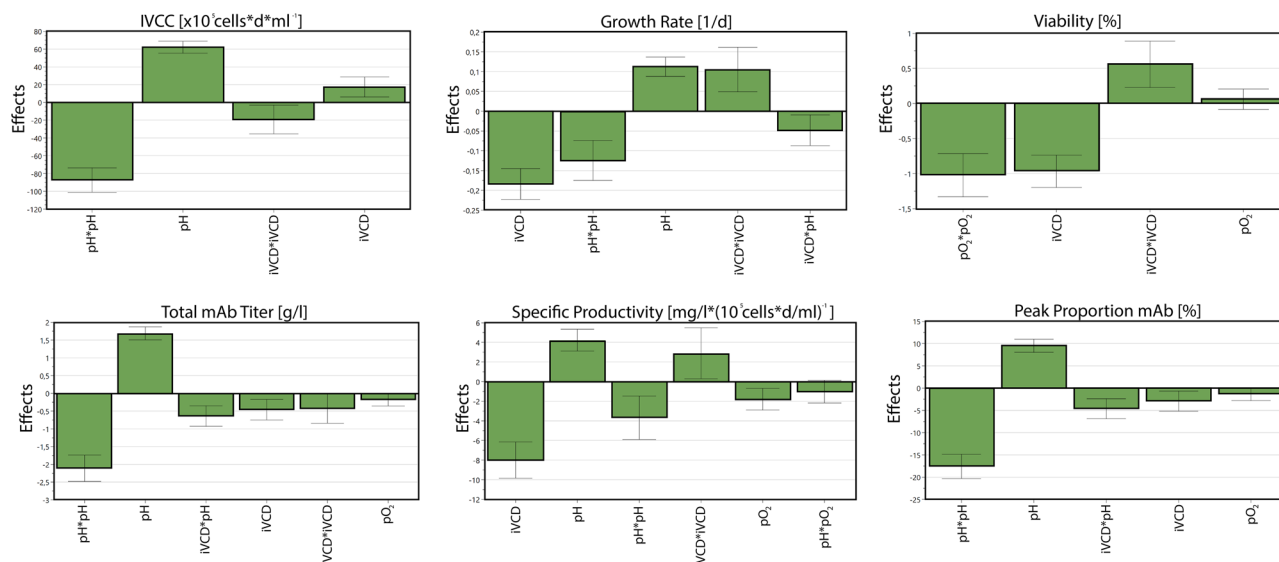 IVCC [x10⁵cells*d*ml⁻¹]
Effects
80
60
40
20
0
-20
-40
-60
-80
-100
-120
pH*pH
pH
iVCD*iVCD
iVCD
Growth Rate [1/d]
Effects
0,2
0,15
0,1
0,05
0
-0,05
-0,1
-0,15
-0,2
-0,25
iVCD
pH*pH
pH
iVCD*iVCD
iVCD*pH
Viability [%]
Effects
1
0,5
0
-0,5
-1
-1,5
pO₂*pO₂
iVCD
iVCD*iVCD
pO₂
Total mAb Titer [g/l]
Effects
2
1,5
1
0,5
0
-0,5
-1
-1,5
-2
-2,5
-3
pH*pH
pH
iVCD*pH
iVCD
VCD*iVCD
pO₂
Specific Productivity [mg/l*(10⁵cells*d/ml)⁻¹]
Effects
6
4
2
0
-2
-4
-6
-8
-10
-12
iVCD
pH
pH*pH
VCD*iVCD
pO₂
pH*pO₂
Peak Proportion mAb [%]
Effects
15
10
5
0
-5
-10
-15
-20
-25
pH*pH
pH
iVCD*pH
iVCD
pO₂